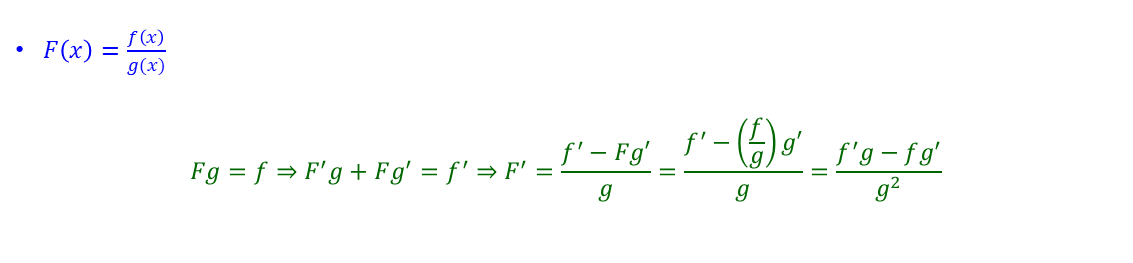 • F(x) = f(x)/g(x)
Fg = f ⇒ F′g + Fg′ = f′ ⇒ F′ = (f′ − Fg′)/g = (f′ − (f/g)g′)/g = (f′g − fg′)/g²